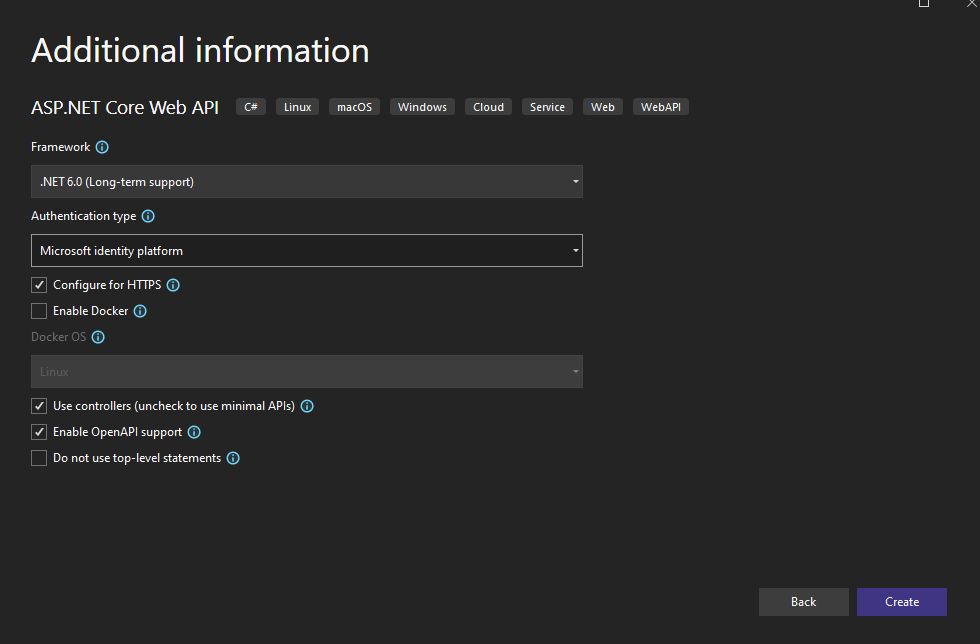 Additional information
ASP.NET Core Web API C# Linux macOS Windows Cloud Service Web WebAPI
Framework
.NET 6.0 (Long-term support)
Authentication type
Microsoft identity platform
Configure for HTTPS
Enable Docker
Docker OS
Linux
Use controllers (uncheck to use minimal APIs)
Enable OpenAPI support
Do not use top-level statements
Back Create